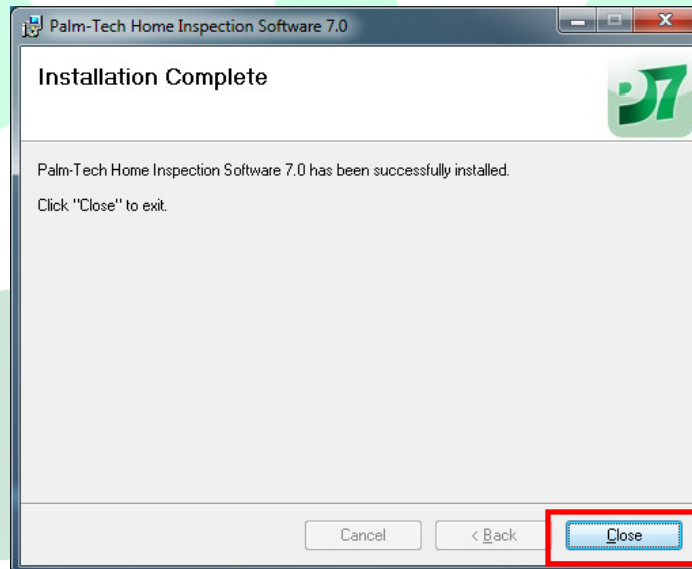 Palm-Tech Home Inspection Software 7.0
Installation Complete
P7
Palm-Tech Home Inspection Software 7.0 has been successfully installed.
Click "Close" to exit.
Cancel
< Back
Close